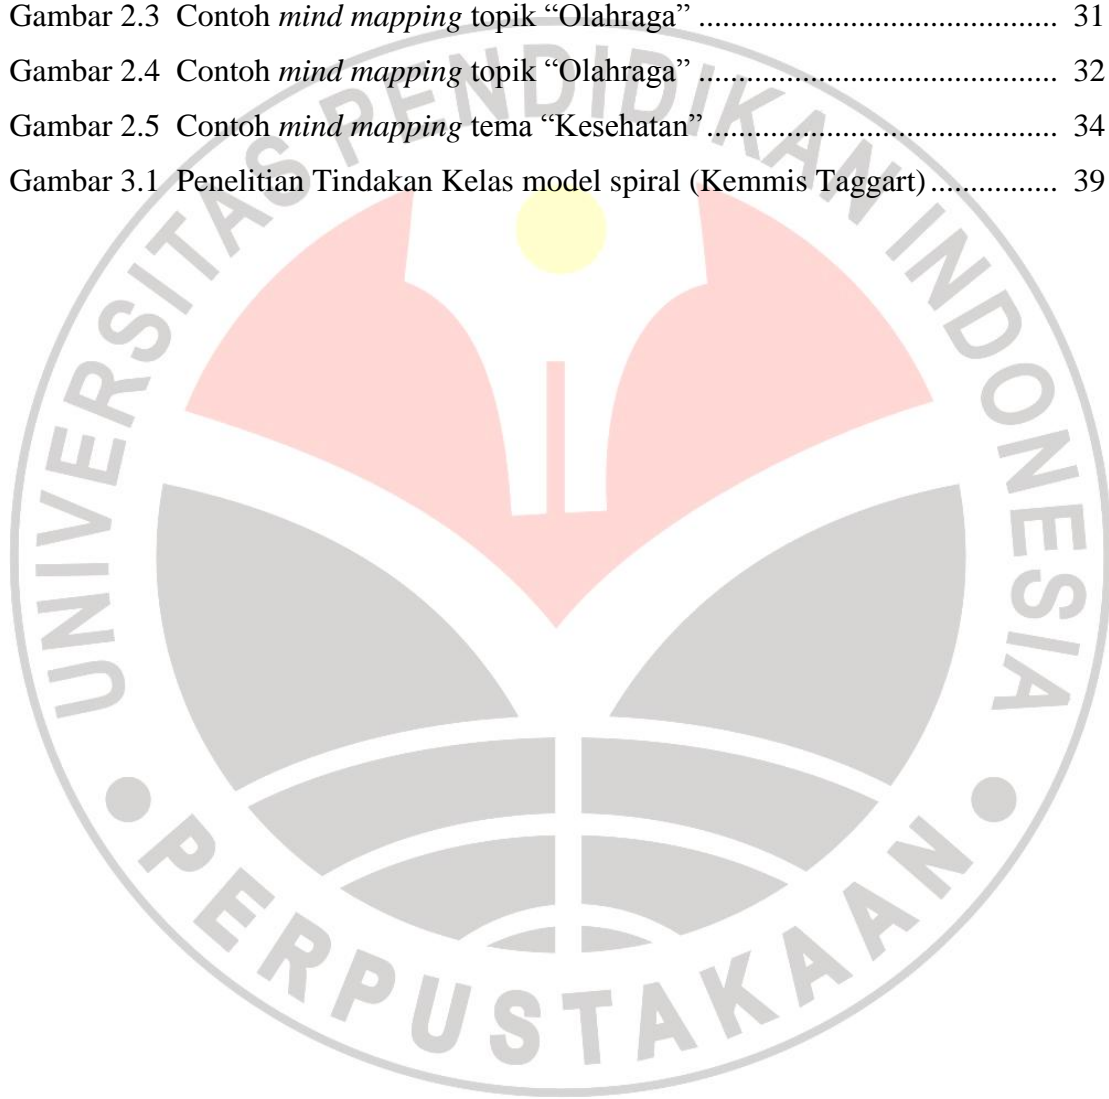 Gambar 2.3 Contoh mind mapping topik “Olahraga” ........................................... 31
Gambar 2.4 Contoh mind mapping topik “Olahraga” ........................................... 32
Gambar 2.5 Contoh mind mapping tema “Kesehatan” .......................................... 34
Gambar 3.1 Penelitian Tindakan Kelas model spiral (Kemmis Taggart) ............... 39
UNIVERSITAS PENDIDIKAN INDONESIA
PERPUSTAKAAN